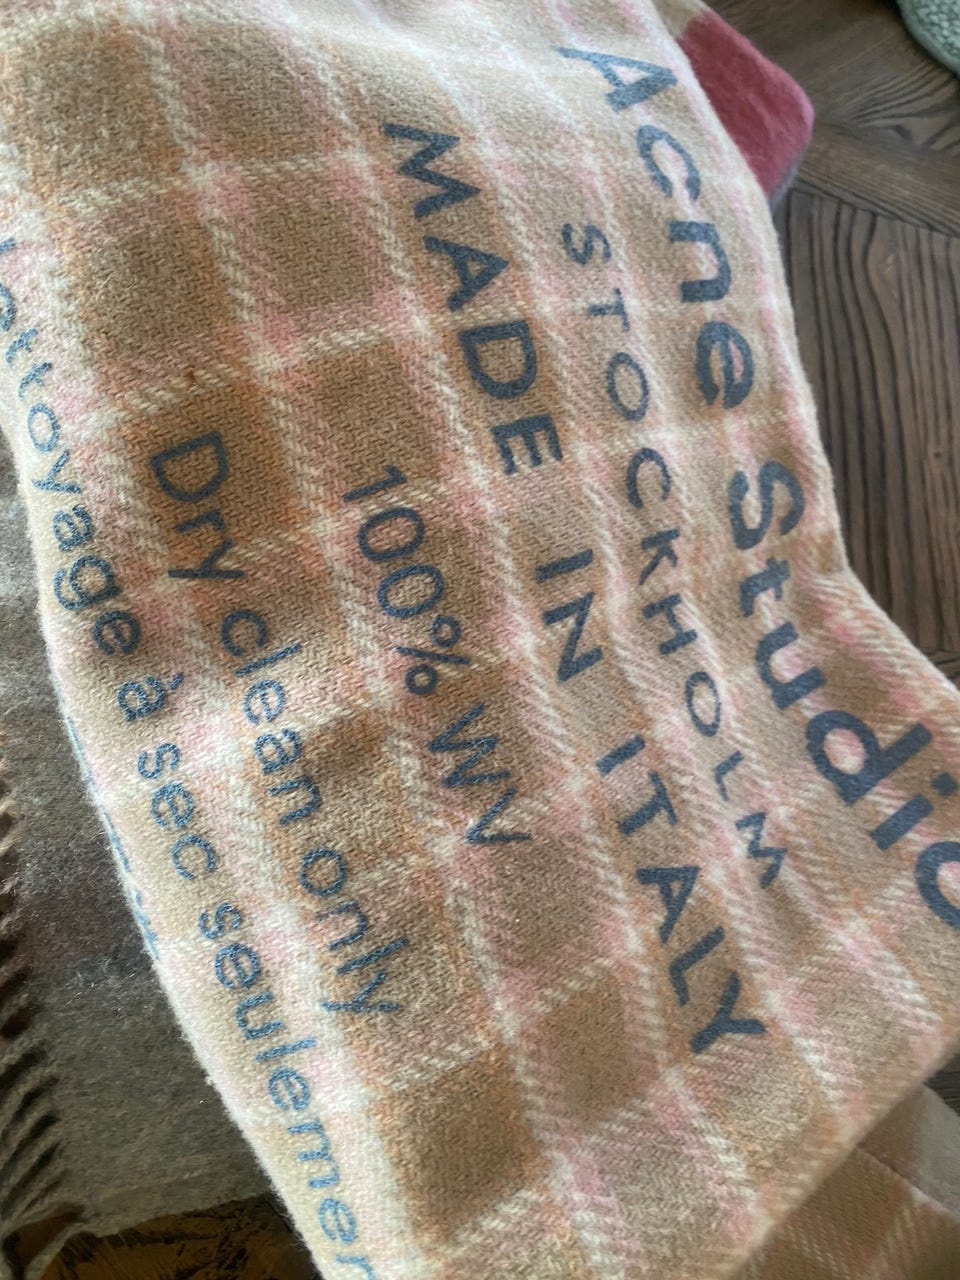 Acne Studio
STOCKHOLM
MADE IN ITALY
100% WV
Dry clean only
ettoyage à sec seulemen